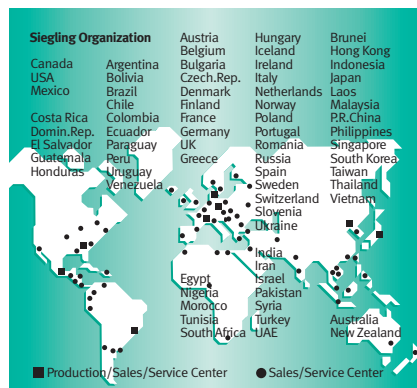 Siegling Organization
Canada
USA
Mexico
Costa Rica
Domin.Rep.
El Salvador
Guatemala
Honduras
Argentina
Bolivia
Brazil
Chile
Colombia
Ecuador
Paraguay
Peru
Uruguay
Venezuela
Austria
Belgium
Bulgaria
Czech.Rep.
Denmark
Finland
France
Germany
UK
Greece
Hungary
Iceland
Ireland
Italy
Netherlands
Norway
Poland
Portugal
Romania
Russia
Spain
Sweden
Switzerland
Slovenia
Ukraine
Brunei
Hong Kong
Indonesia
Japan
Laos
Malaysia
P.R.China
Philippines
Singapore
South Korea
Taiwan
Thailand
Vietnam
Egypt
Nigeria
Morocco
Tunisia
South Africa
India
Iran
Israel
Pakistan
Syria
Turkey
UAE
Australia
New Zealand
Production/Sales/Service Center
Sales/Service Center